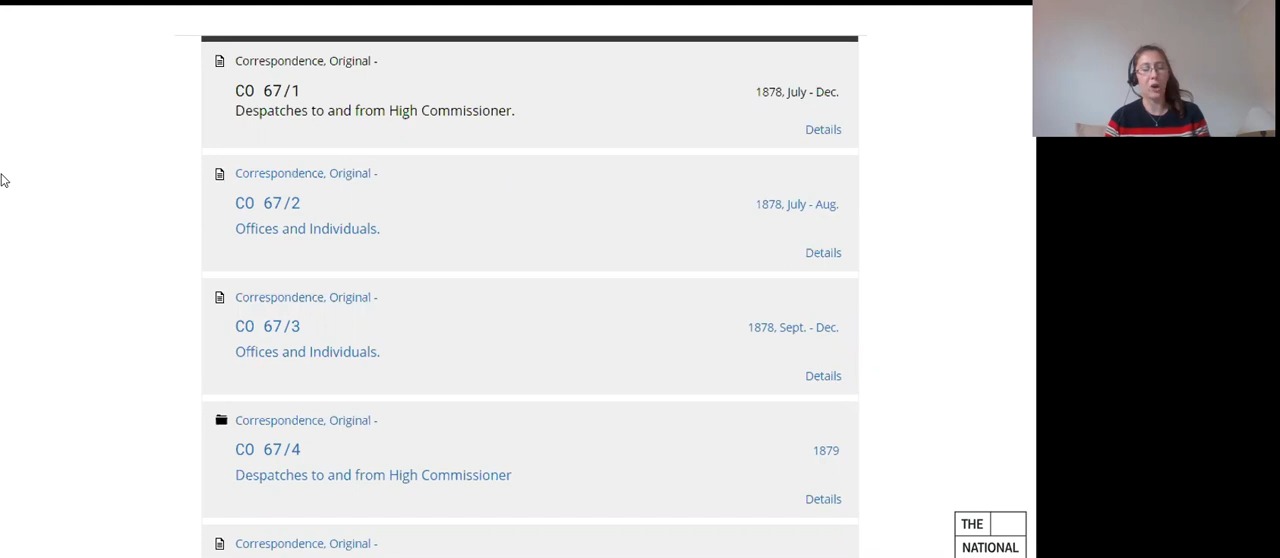 Correspondence, Original -
CO 67/1
1878, July - Dec.
Despatches to and from High Commissioner.
Details
Correspondence, Original -
CO 67/2
1878, July - Aug.
Offices and Individuals.
Details
Correspondence, Original -
CO 67/3
1878, Sept. - Dec.
Offices and Individuals.
Details
Correspondence, Original -
CO 67/4
1879
Despatches to and from High Commissioner
Details
Correspondence, Original -
THE
NATIONAL